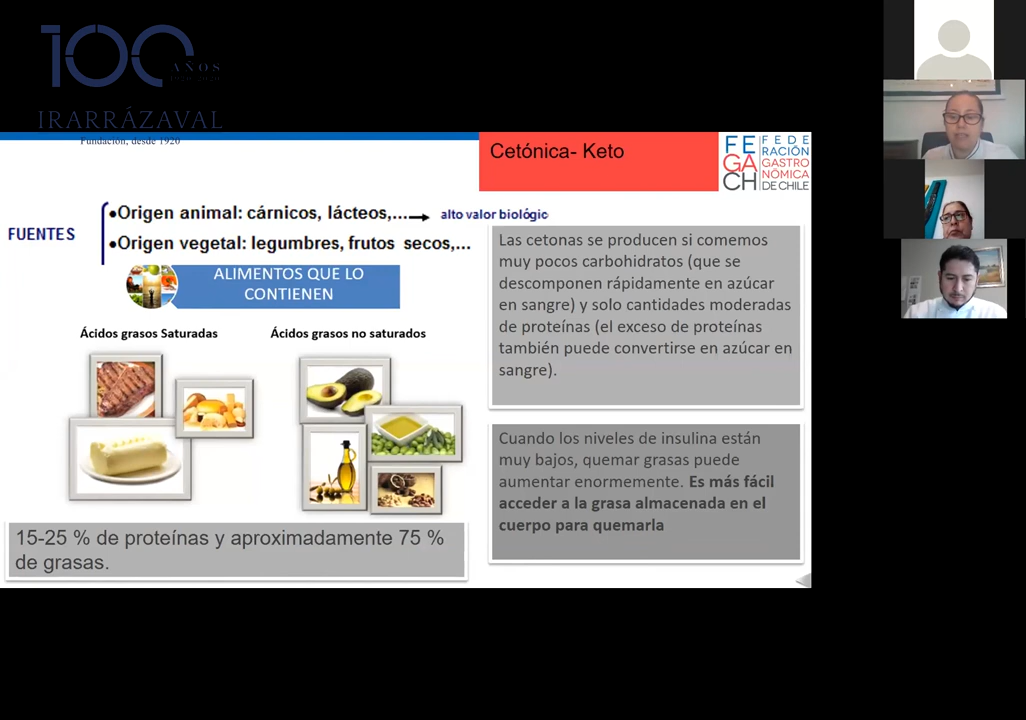 100
AÑOS
IRARRÁZAVAL
Fundación, desde 1920
Cetónica- Keto
FEGACH
FEDE
RACIÓN
GASTRO
NÓMICA
DE CHILE
FUENTES
•Origen animal: cárnicos, lácteos,... alto valor biológic
•Origen vegetal: legumbres, frutos secos,...
ALIMENTOS QUE LO
CONTIENEN
Ácidos grasos Saturadas
Ácidos grasos no saturados
15-25 % de proteínas y aproximadamente 75 %
de grasas.
Las cetonas se producen si comemos
muy pocos carbohidratos (que se
descomponen rápidamente en azúcar
en sangre) y solo cantidades moderadas
de proteínas (el exceso de proteínas
también puede convertirse en azúcar en
sangre).
Cuando los niveles de insulina están
muy bajos, quemar grasas puede
aumentar enormemente. Es más fácil
acceder a la grasa almacenada en el
cuerpo para quemarla